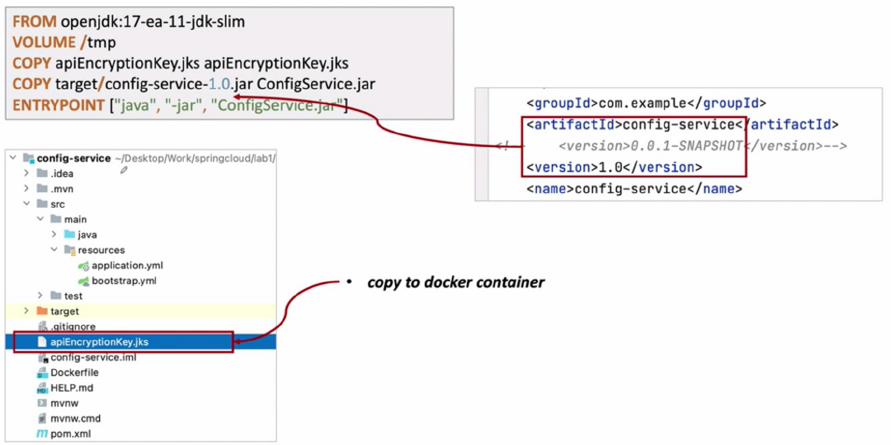 FROM openjdk:17-ea-11-jdk-slim
VOLUME /tmp
COPY apiEncryptionKey.jks apiEncryptionKey.jks
COPY target/config-service-1.0.jar ConfigService.jar
ENTRYPOINT ["java", "-jar", "ConfigService.jar"]
<groupId>com.example</groupId>
<artifactId>config-service</artifactId>
<!-- <version>0.0.1-SNAPSHOT</version>-->
<version>1.0</version>
<name>config-service</name>
config-service ~/Desktop/Work/springcloud/lab1/
.idea
.mvn
src
main
java
resources
application.yml
bootstrap.yml
test
target
.gitignore
apiEncryptionKey.jks
config-service.iml
Dockerfile
HELP.md
mvnw
mvnw.cmd
pom.xml
• copy to docker container